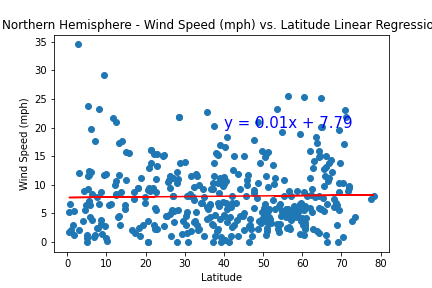 Northern Hemisphere - Wind Speed (mph) vs. Latitude Linear Regressio
35
30
25
20
15
10
5
0
Wind Speed (mph)
y = 0.01x + 7.79
0 10 20 30 40 50 60 70 80
Latitude